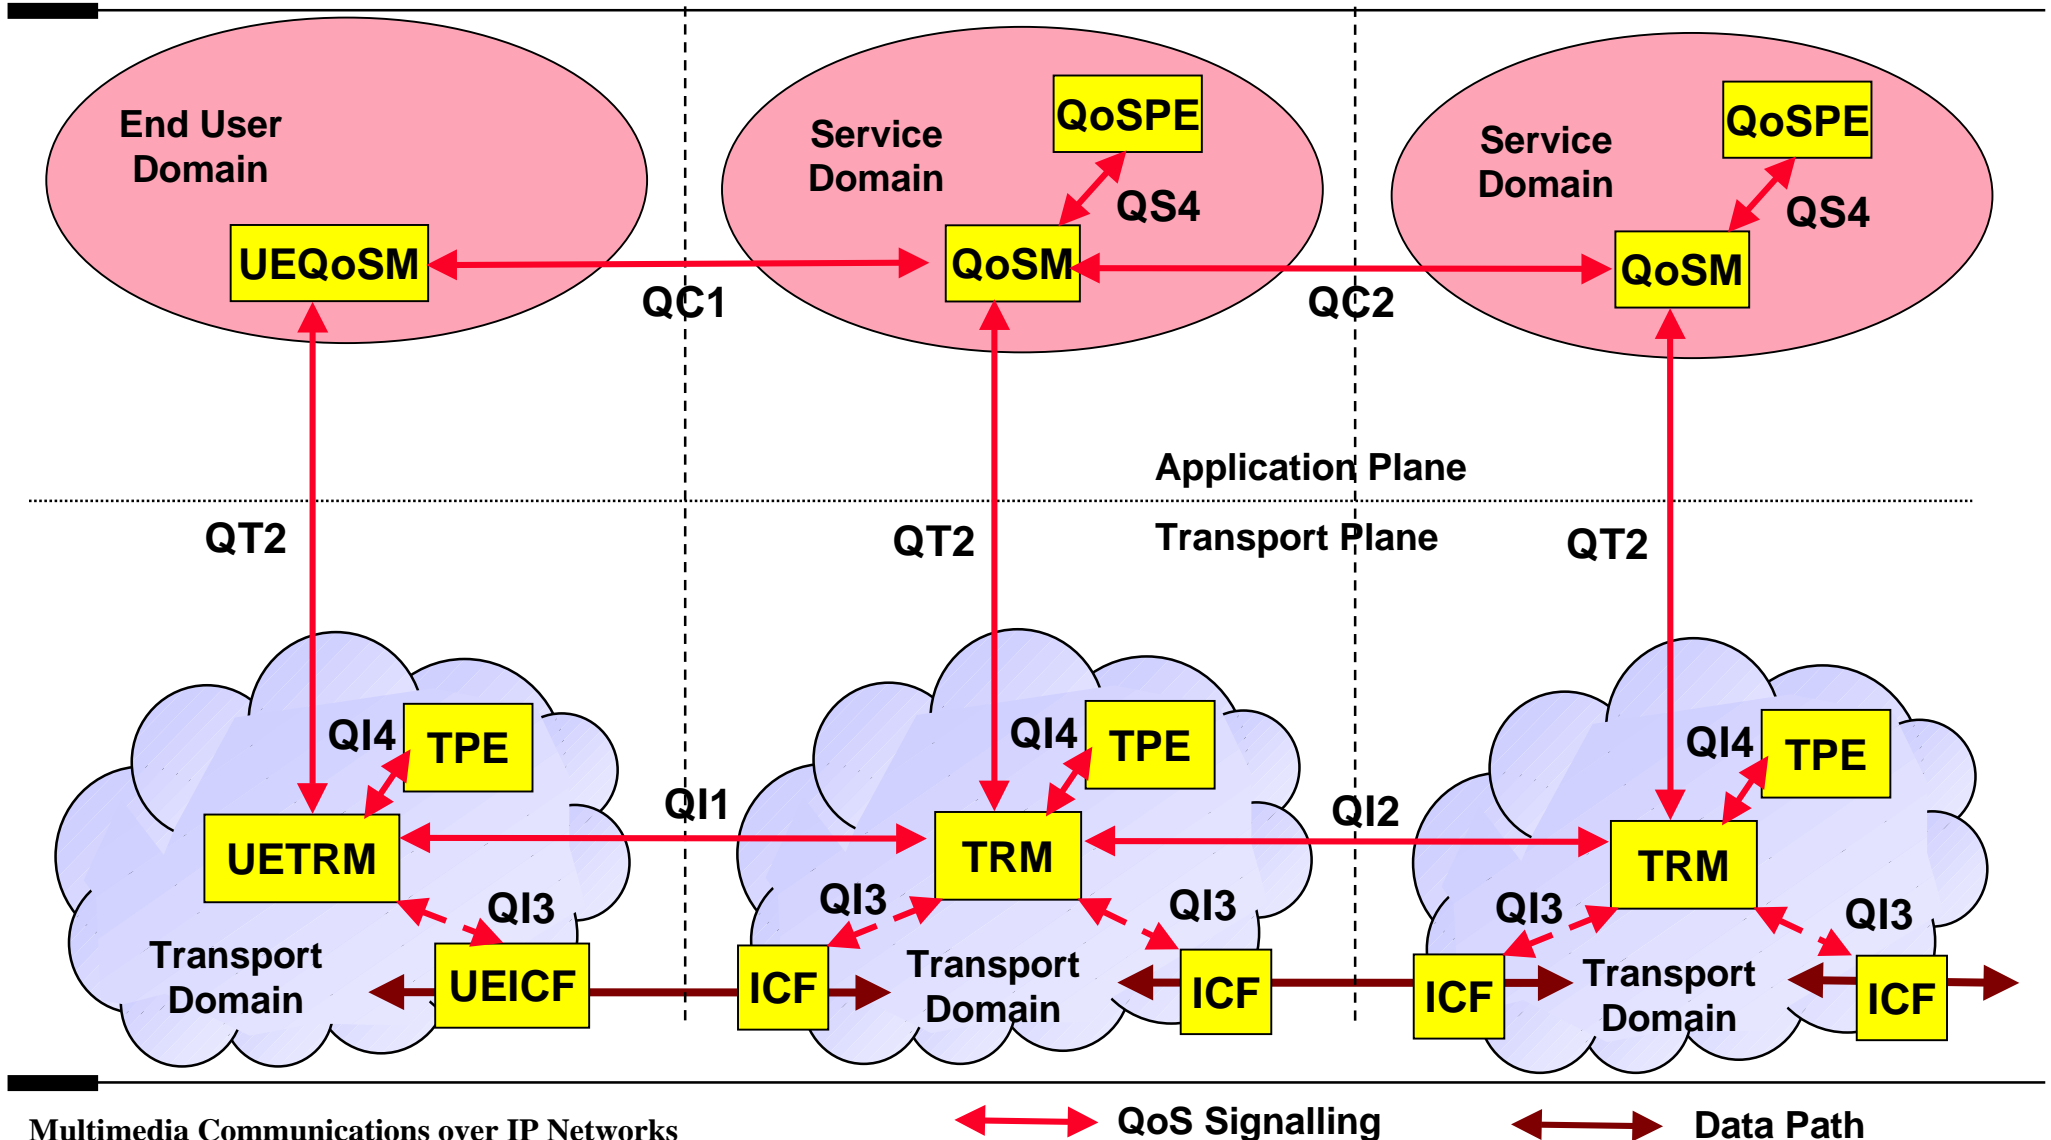 End User
Domain
Service
Domain
QoSPE
Service
Domain
QoSPE
QS4
QS4
UEQoSM
QoSM
QoSM
QC1
QC2
Application Plane
QT2
QT2
Transport Plane
QT2
QI4
TPE
QI4
TPE
QI4
TPE
QI1
QI2
UETRM
TRM
TRM
QI3
QI3
QI3
QI3
QI3
Transport
Domain
UEICF
ICF
Transport
Domain
ICF
ICF
Transport
Domain
ICF
Multimedia Communications over IP Networks
QoS Signalling
Data Path